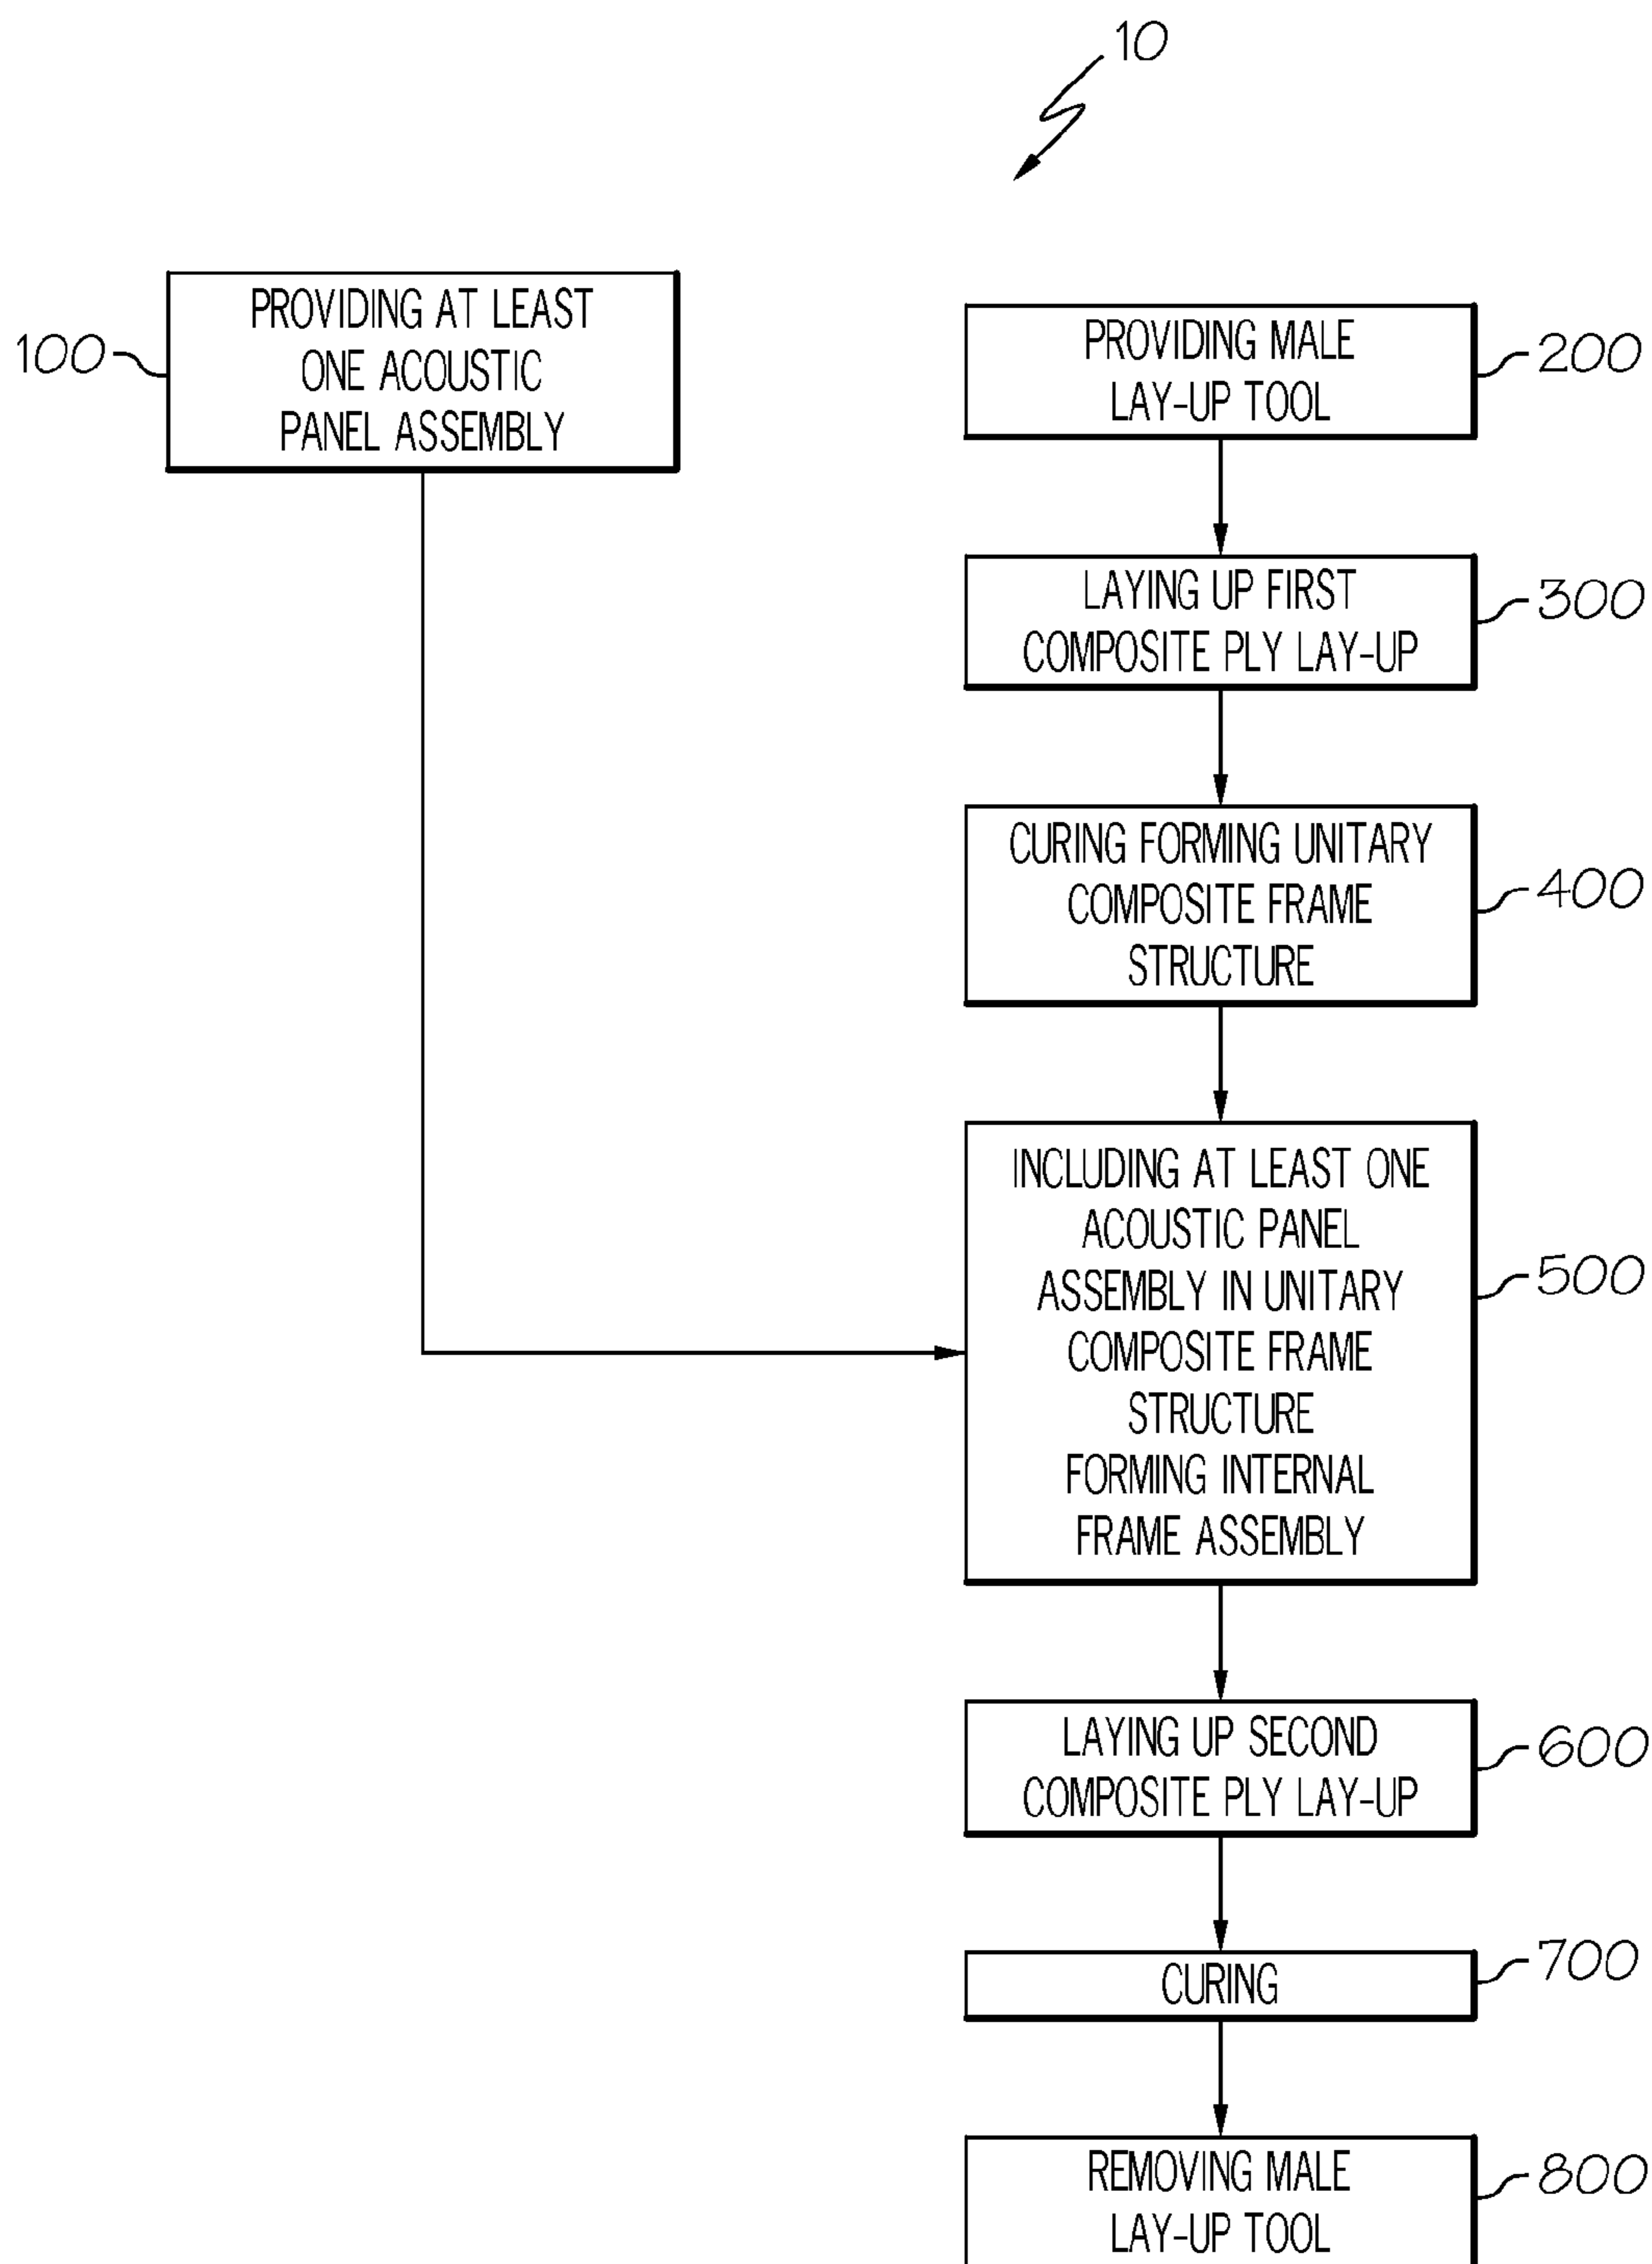 10
100
PROVIDING AT LEAST
ONE ACOUSTIC
PANEL ASSEMBLY
PROVIDING MALE
LAY-UP TOOL
200
LAYING UP FIRST
COMPOSITE PLY LAY-UP
300
CURING FORMING UNITARY
COMPOSITE FRAME
STRUCTURE
400
INCLUDING AT LEAST ONE
ACOUSTIC PANEL
ASSEMBLY IN UNITARY
COMPOSITE FRAME
STRUCTURE
FORMING INTERNAL
FRAME ASSEMBLY
500
LAYING UP SECOND
COMPOSITE PLY LAY-UP
600
CURING
700
REMOVING MALE
LAY-UP TOOL
800